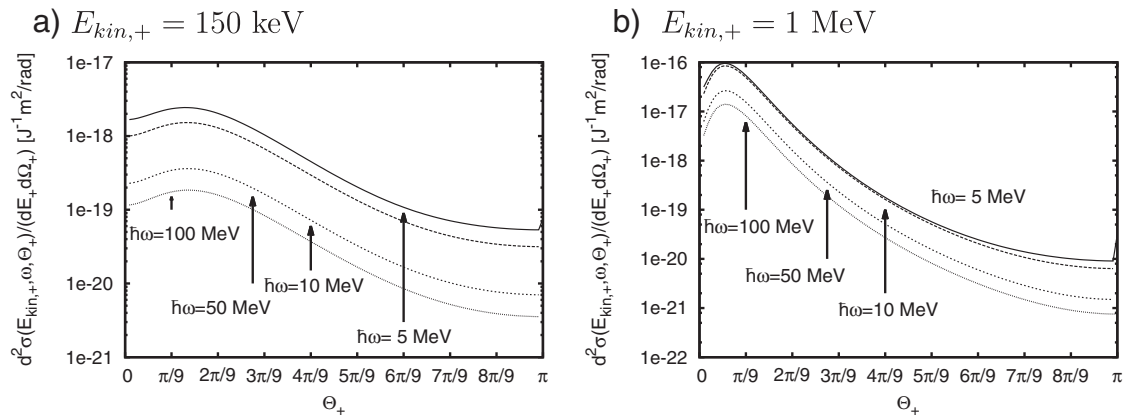 a) E_{kin,+} = 150 keV
d²σ(E_{kin,+},ω,Θ₊)/(dE₊dΩ₊) [J⁻¹m²/rad]
1e-17
1e-18
1e-19
1e-20
1e-21
ħω=100 MeV
ħω=50 MeV
ħω=10 MeV
ħω= 5 MeV
0 π/9 2π/9 3π/9 4π/9 5π/9 6π/9 7π/9 8π/9 π
Θ₊
b) E_{kin,+} = 1 MeV
d²σ(E_{kin,+},ω,Θ₊)/(dE₊dΩ₊) [J⁻¹m²/rad]
1e-16
1e-17
1e-18
1e-19
1e-20
1e-21
1e-22
ħω= 5 MeV
ħω=100 MeV
ħω=50 MeV
ħω=10 MeV
0 π/9 2π/9 3π/9 4π/9 5π/9 6π/9 7π/9 8π/9 π
Θ₊